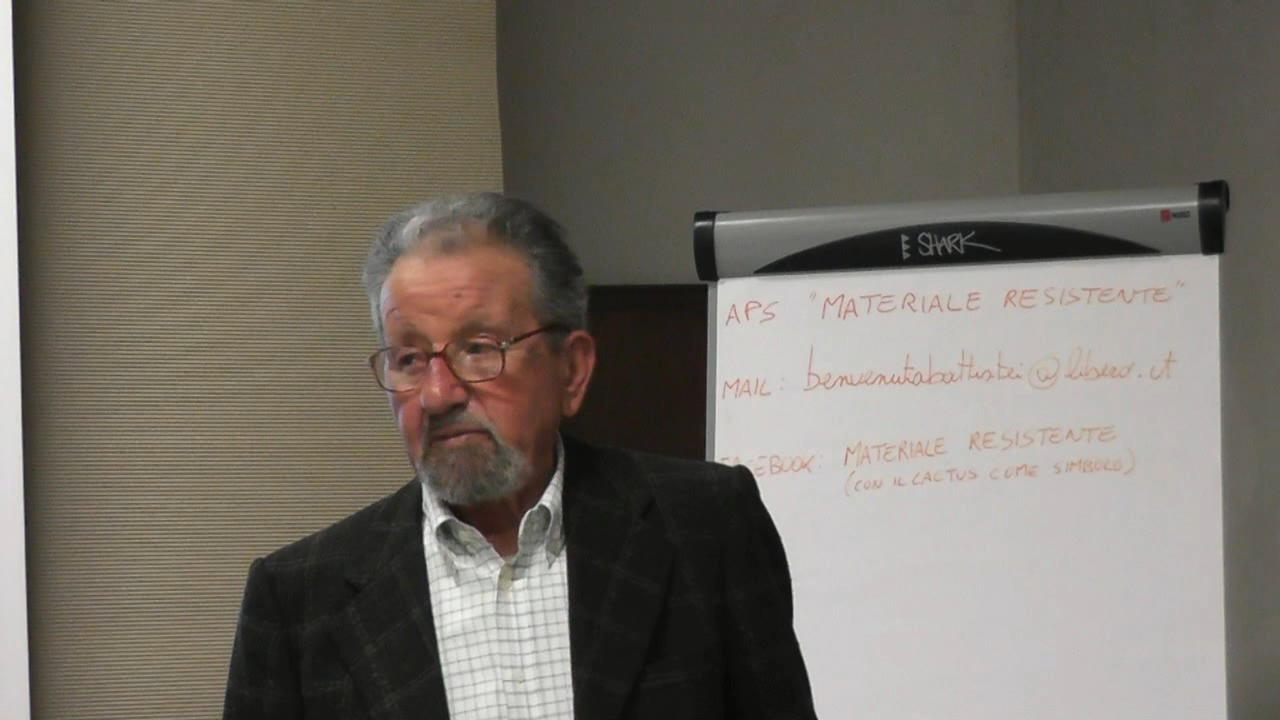 SHARK
APS "MATERIALE RESISTENTE"
MAIL: benvenutabattistei@libero.it
FACEBOOK: MATERIALE RESISTENTE
(CON IL CACTUS COME SIMBOLO)